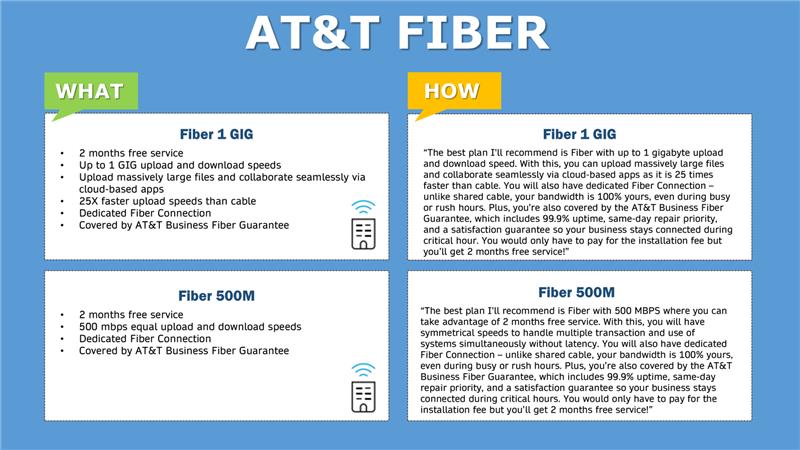 AT&T FIBER
WHAT
Fiber 1 GIG
• 2 months free service
• Up to 1 GIG upload and download speeds
• Upload massively large files and collaborate seamlessly via
cloud-based apps
• 25X faster upload speeds than cable
• Dedicated Fiber Connection
• Covered by AT&T Business Fiber Guarantee
Fiber 500M
• 2 months free service
• 500 mbps equal upload and download speeds
• Dedicated Fiber Connection
• Covered by AT&T Business Fiber Guarantee
HOW
Fiber 1 GIG
“The best plan I’ll recommend is Fiber with up to 1 gigabyte upload
and download speed. With this, you can upload massively large files
and collaborate seamlessly via cloud-based apps as it is 25 times
faster than cable. You will also have dedicated Fiber Connection –
unlike shared cable, your bandwidth is 100% yours, even during busy
or rush hours. Plus, you’re also covered by the AT&T Business Fiber
Guarantee, which includes 99.9% uptime, same-day repair priority,
and a satisfaction guarantee so your business stays connected during
critical hour. You would only have to pay for the installation fee but
you’ll get 2 months free service!”
Fiber 500M
“The best plan I’ll recommend is Fiber with 500 MBPS where you can
take advantage of 2 months free service. With this, you will have
symmetrical speeds to handle multiple transaction and use of
systems simultaneously without latency. You will also have dedicated
Fiber Connection – unlike shared cable, your bandwidth is 100% yours,
even during busy or rush hours. Plus, you’re also covered by the AT&T
Business Fiber Guarantee, which includes 99.9% uptime, same-day
repair priority, and a satisfaction guarantee so your business stays
connected during critical hours. You would only have to pay for the
installation fee but you’ll get 2 months free service!”